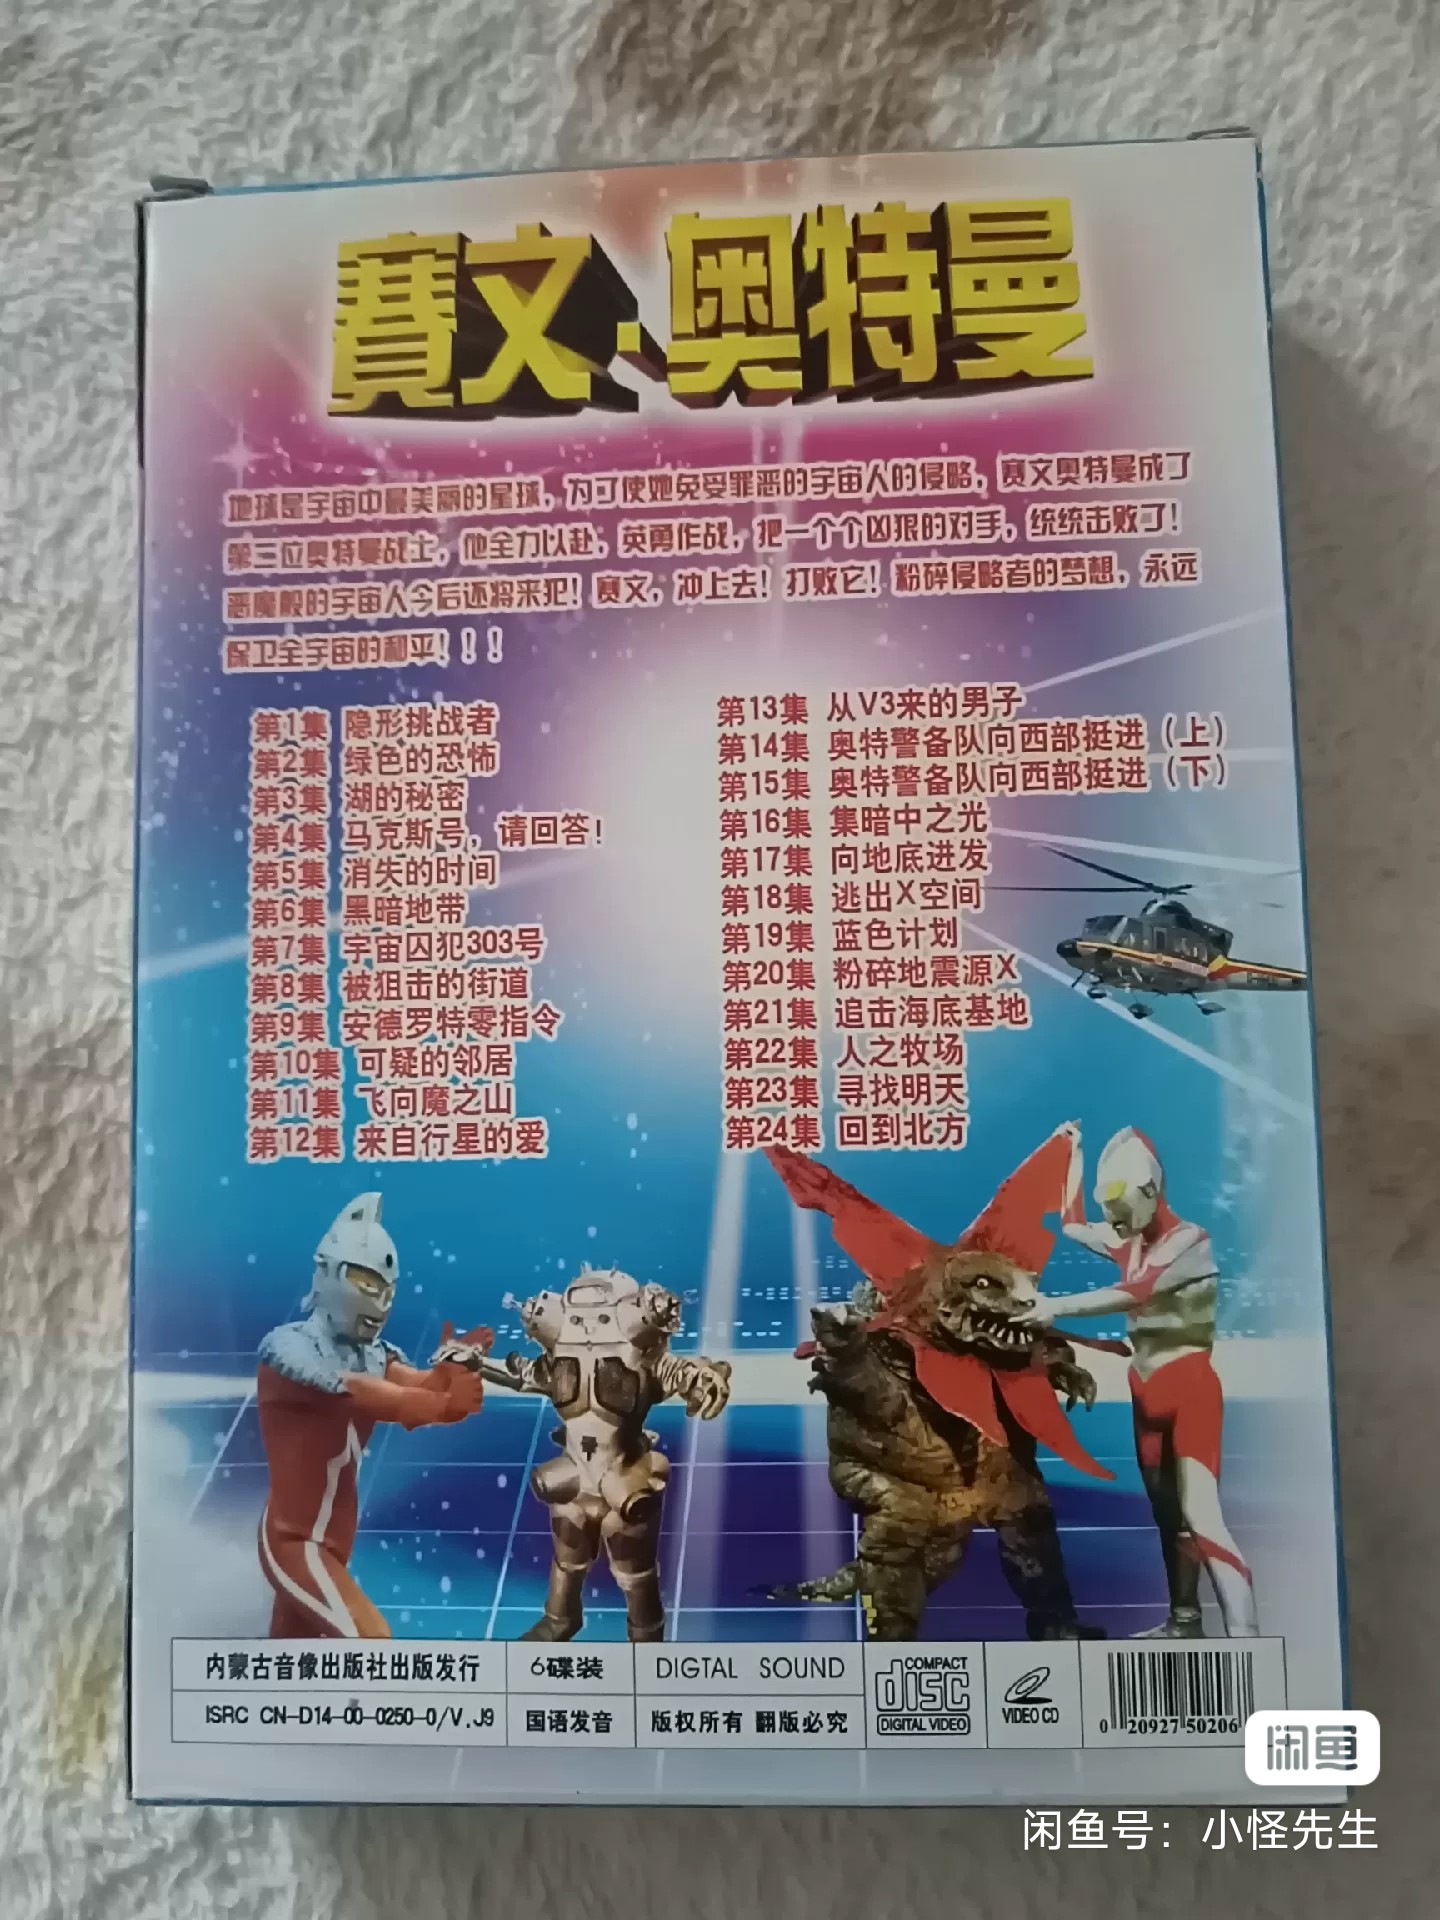 賽文·奥特曼
地球是宇宙中最美丽的星球，为了使她免受罪恶的宇宙人的侵略，赛文奥特曼成了
第三位奥特曼战士，他全力以赴，英勇作战，把一个个凶狠的对手，统统击败了！
恶魔般的宇宙人今后还将来犯！赛文，冲上去！打败它！粉碎侵略者的梦想，永远
保卫全宇宙的和平！！！
第1集 隐形挑战者
第2集 绿色的恐怖
第3集 湖的秘密
第4集 马克斯号，请回答！
第5集 消失的时间
第6集 黑暗地带
第7集 宇宙囚犯303号
第8集 被狙击的街道
第9集 安德罗特零指令
第10集 可疑的邻居
第11集 飞向魔之山
第12集 来自行星的爱
第13集 从V3来的男子
第14集 奥特警备队向西部挺进（上）
第15集 奥特警备队向西部挺进（下）
第16集 集暗中之光
第17集 向地底进发
第18集 逃出X空间
第19集 蓝色计划
第20集 粉碎地震源X
第21集 追击海底基地
第22集 人之牧场
第23集 寻找明天
第24集 回到北方
内蒙古音像出版社出版发行
ISRC CN-D14-00-0250-0/V.J9
6碟装
国语发音
DIGTAL SOUND
版权所有 翻版必究
COMPACT
disc
DIGITAL VIDEO
VIDEO CD
0 20927 50206
闲鱼
闲鱼号：小怪先生